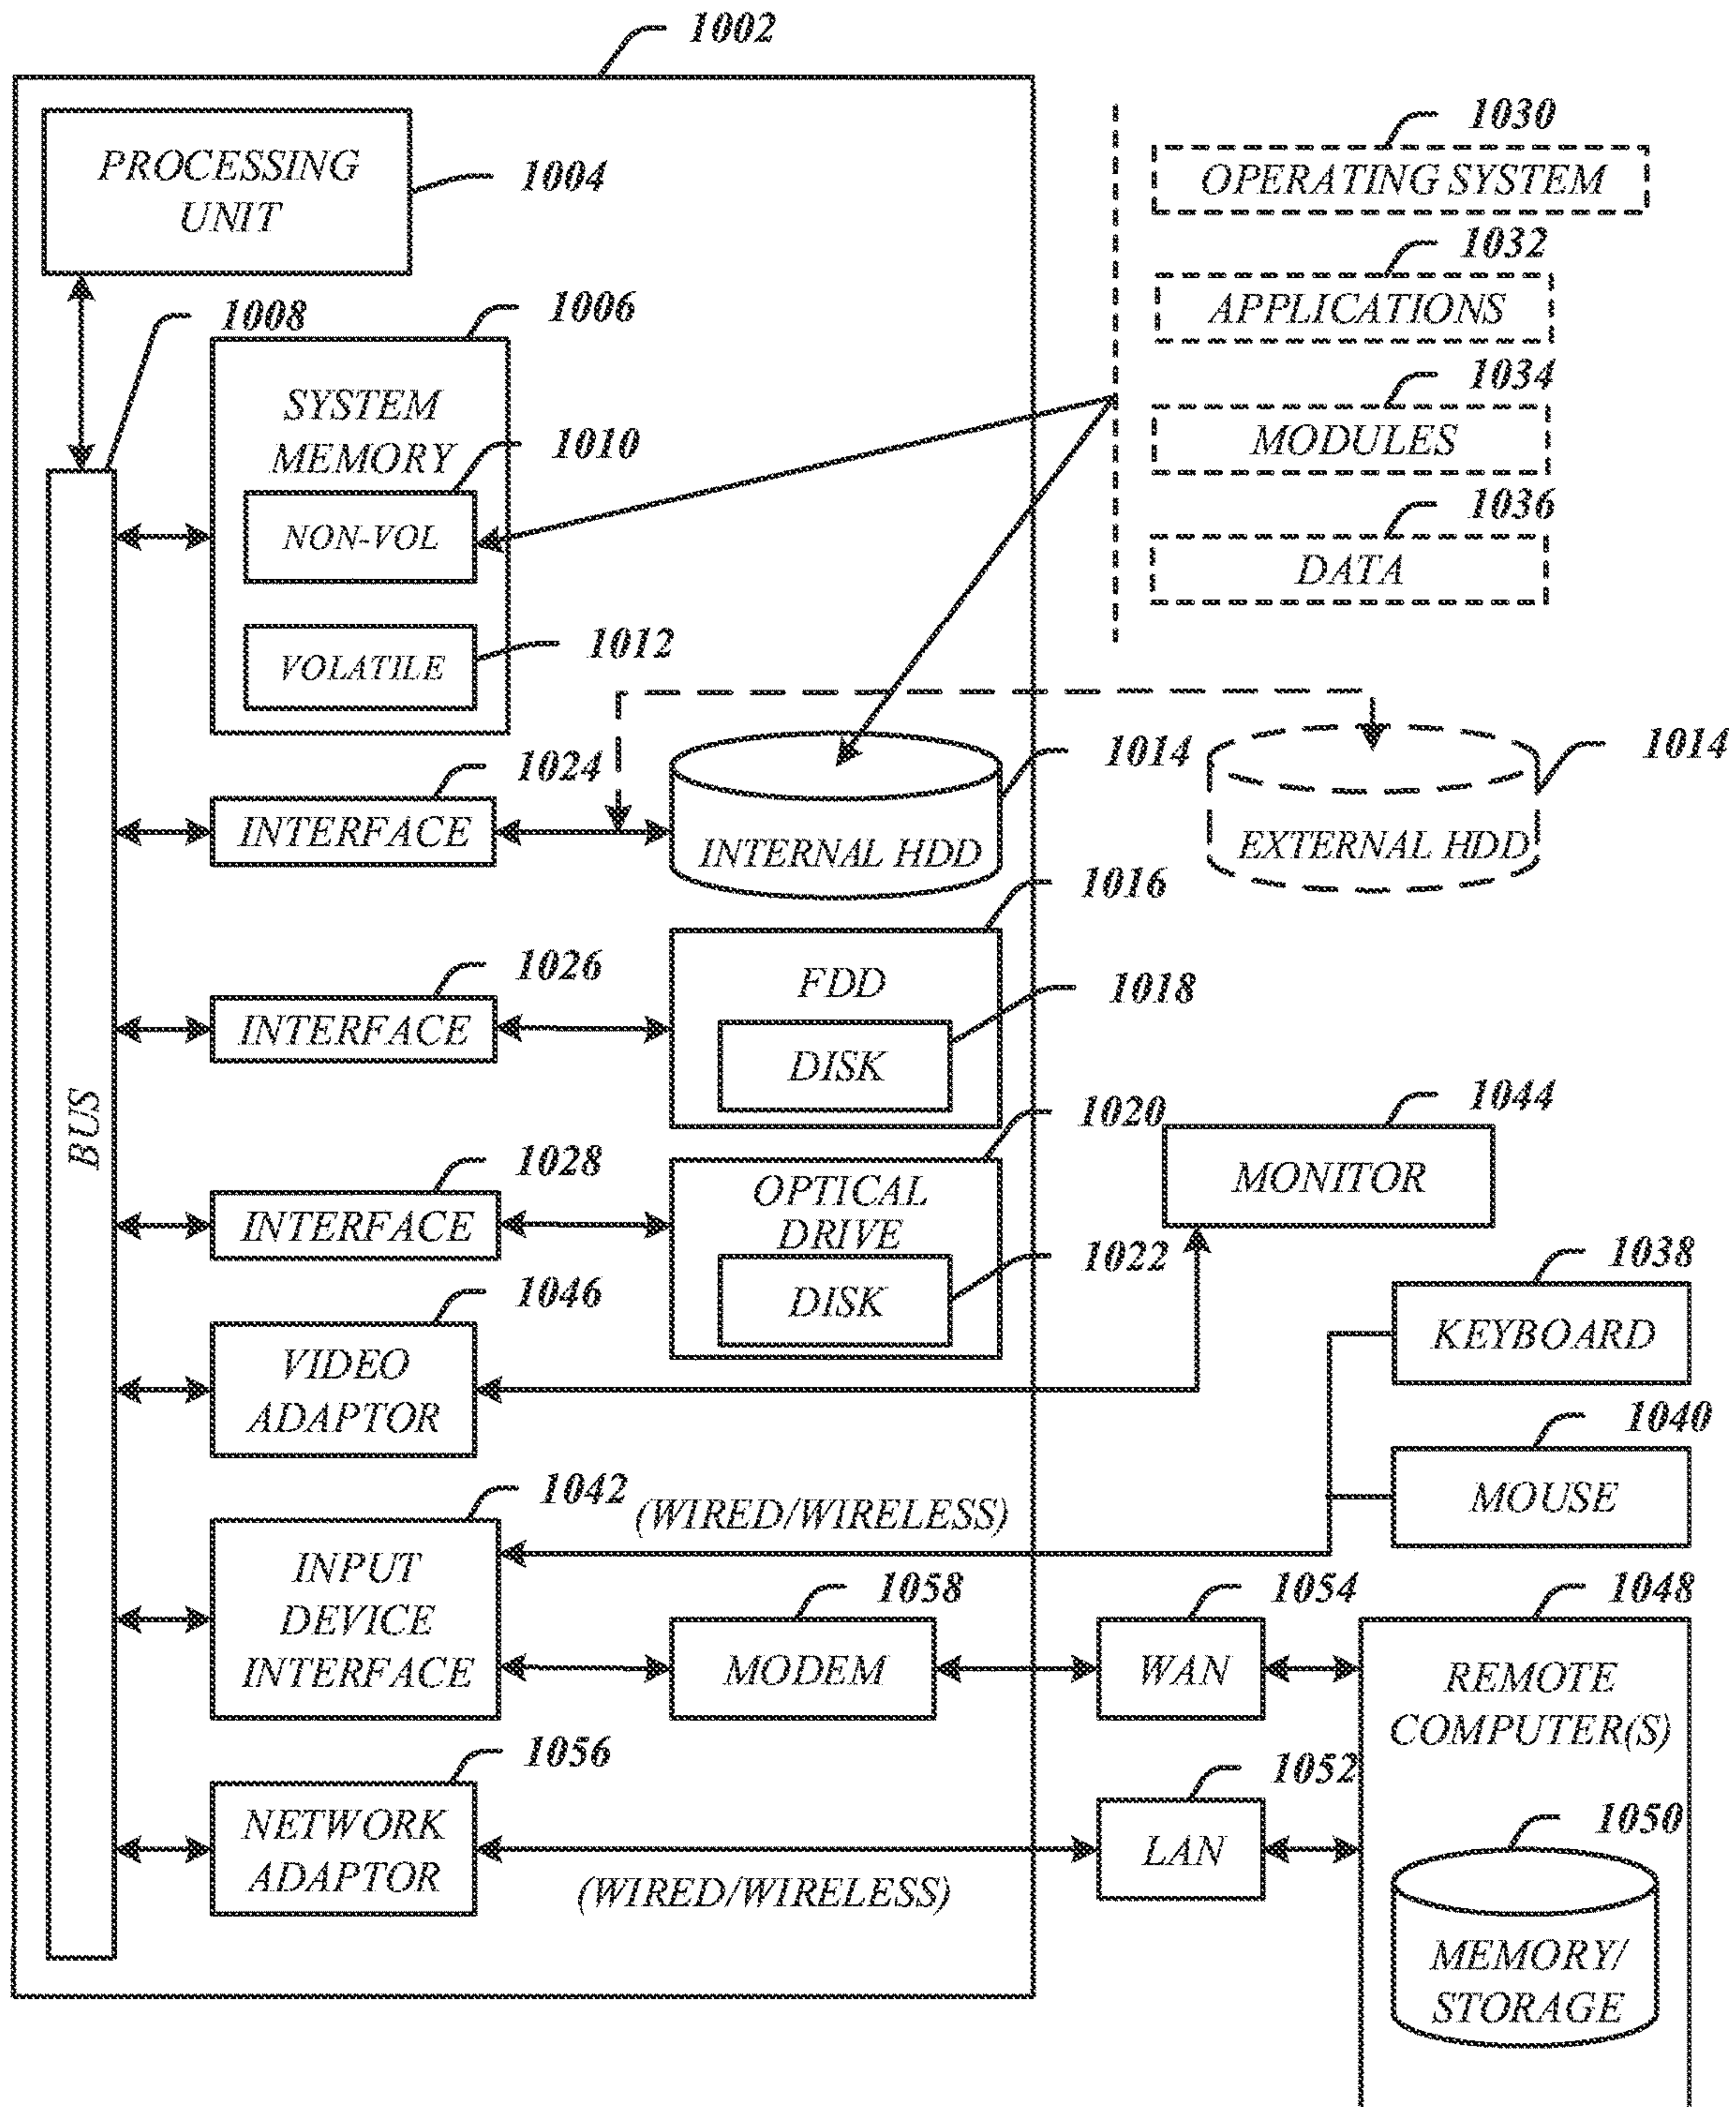 1002
PROCESSING
UNIT
1004
1030
OPERATING SYSTEM
1032
APPLICATIONS
1034
MODULES
1036
DATA
1008
1006
SYSTEM
MEMORY
1010
NON-VOL
1012
VOLATILE
1024
INTERFACE
1014
INTERNAL HDD
1014
EXTERNAL HDD
1026
INTERFACE
1016
FDD
1018
DISK
BUS
1028
INTERFACE
1020
OPTICAL
DRIVE
1022
DISK
1044
MONITOR
1046
VIDEO
ADAPTOR
1038
KEYBOARD
1040
MOUSE
1042
(WIRED/WIRELESS)
INPUT
DEVICE
INTERFACE
1058
MODEM
1054
WAN
1048
REMOTE
COMPUTER(S)
1056
NETWORK
ADAPTOR
(WIRED/WIRELESS)
1052
LAN
1050
MEMORY/
STORAGE